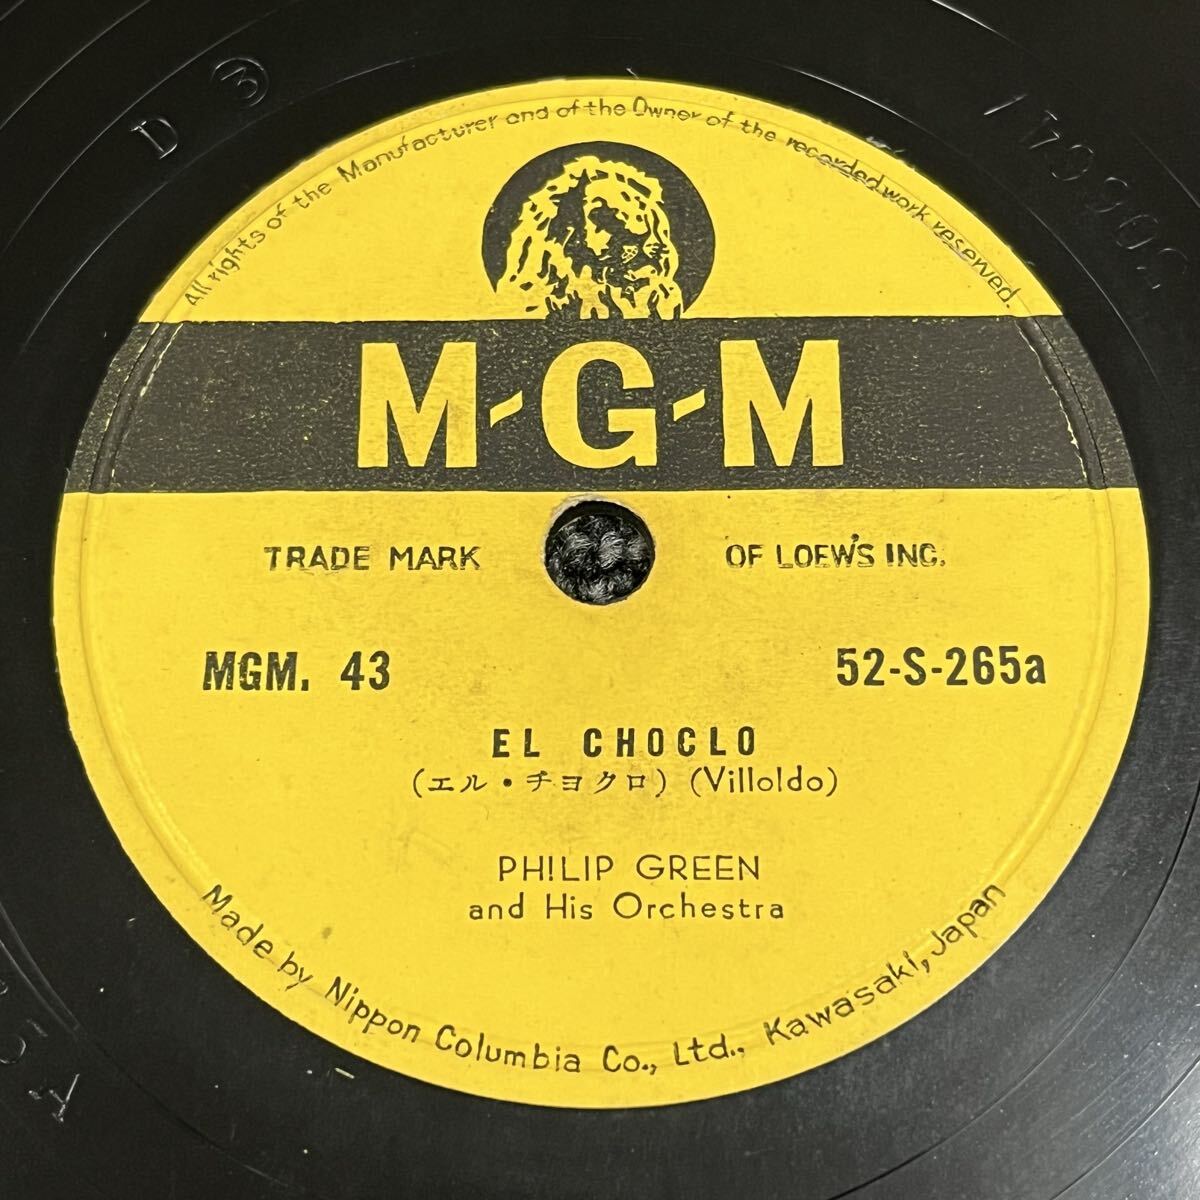 D ③
All rights of the Manufacturer and of the Owner of the recorded work reserved.
M-G-M
TRADE MARK OF LOEW'S INC.
MGM. 43 52-S-265a
EL CHOCLO
(エル・チヨクロ) (Villoldo)
PHILIP GREEN
and His Orchestra
Made by Nippon Columbia Co., Ltd., Kawasaki, Japan